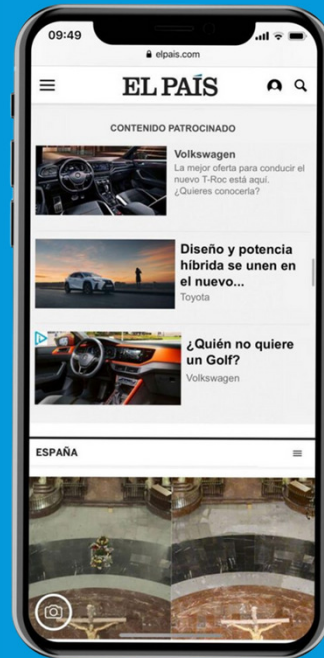 09:49
elpais.com
EL PAÍS
CONTENIDO PATROCINADO
Volkswagen
La mejor oferta para conducir el
nuevo T-Roc está aquí.
¿Quieres conocerla?
Diseño y potencia
híbrida se unen en
el nuevo...
Toyota
¿Quién no quiere
un Golf?
Volkswagen
ESPAÑA